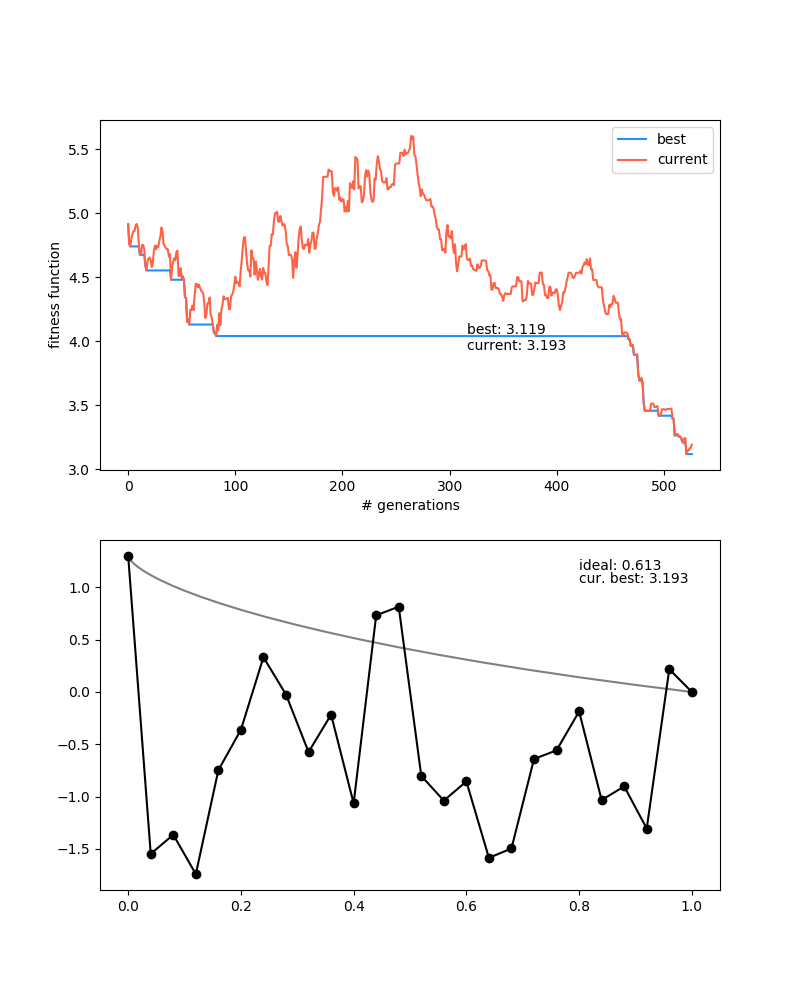 5.5
5.0
4.5
4.0
3.5
3.0
fitness function
best
current
best: 3.119
current: 3.193
0 100 200 300 400 500
# generations
1.0
0.5
0.0
−0.5
−1.0
−1.5
ideal: 0.613
cur. best: 3.193
0.0 0.2 0.4 0.6 0.8 1.0